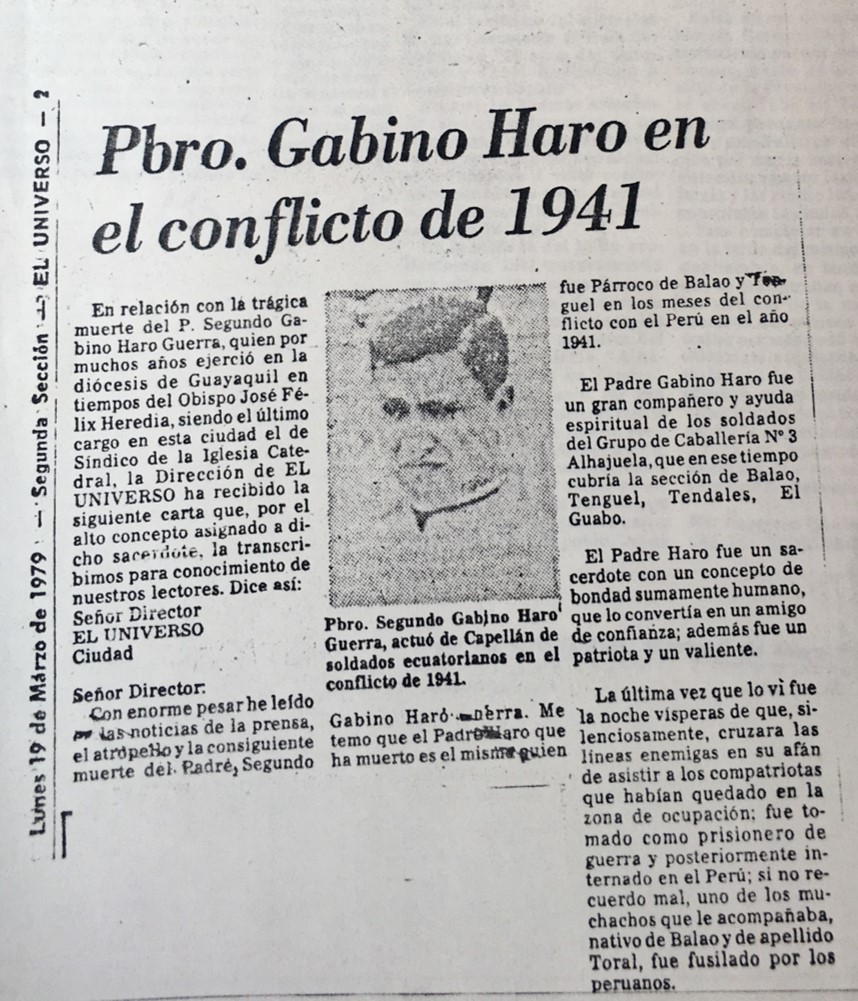 Lunes 19 de Marzo de 1979 — Segunda Sección — EL UNIVERSO — 2
Pbro. Gabino Haro en
el conflicto de 1941
En relación con la trágica
muerte del P. Segundo Ga-
bino Haro Guerra, quien por
muchos años ejerció en la
diócesis de Guayaquil en
tiempos del Obispo José Fé-
lix Heredia, siendo el último
cargo en esta ciudad el de
Síndico de la Iglesia Cate-
dral, la Dirección de EL
UNIVERSO ha recibido la
siguiente carta que, por el
alto concepto asignado a di-
cho sacerdote, la transcri-
bimos para conocimiento de
nuestros lectores. Dice así:
Señor Director
EL UNIVERSO
Ciudad
Señor Director:
Con enorme pesar he leído
las noticias de la prensa,
el atropello y la consiguiente
muerte del Padre, Segundo
Pbro. Segundo Gabino Haro
Guerra, actuó de Capellán de
soldados ecuatorianos en el
conflicto de 1941.
Gabino Haro Me
temo que el Padre Haro que
ha muerto es el mismo quien
fue Párroco de Balao y Ten-
guel en los meses del con-
flicto con el Perú en el año
1941.
El Padre Gabino Haro fue
un gran compañero y ayuda
espiritual de los soldados
del Grupo de Caballería Nº 3
Alhajuela, que en ese tiempo
cubría la sección de Balao,
Tenguel, Tendales, El
Guabo.
El Padre Haro fue un sa-
cerdote con un concepto de
bondad sumamente humano,
que lo convertía en un amigo
de confianza; además fue un
patriota y un valiente.
La última vez que lo vi fue
la noche vísperas de que, si-
lenciosamente, cruzara las
líneas enemigas en su afán
de asistir a los compatriotas
que habían quedado en la
zona de ocupación; fue to-
mado como prisionero de
guerra y posteriormente in-
ternado en el Perú; si no re-
cuerdo mal, uno de los mu-
chachos que le acompañaba,
nativo de Balao y de apellido
Toral, fue fusilado por los
peruanos.